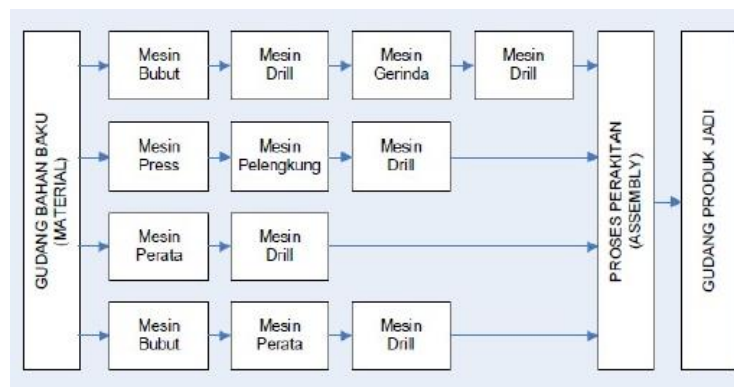 GUDANG BAHAN BAKU
(MATERIAL)
Mesin
Bubut
Mesin
Drill
Mesin
Gerinda
Mesin
Drill
Mesin
Press
Mesin
Pelengkung
Mesin
Drill
Mesin
Perata
Mesin
Drill
Mesin
Bubut
Mesin
Perata
Mesin
Drill
PROSES PERAKITAN
(ASSEMBLY)
GUDANG PRODUK JADI